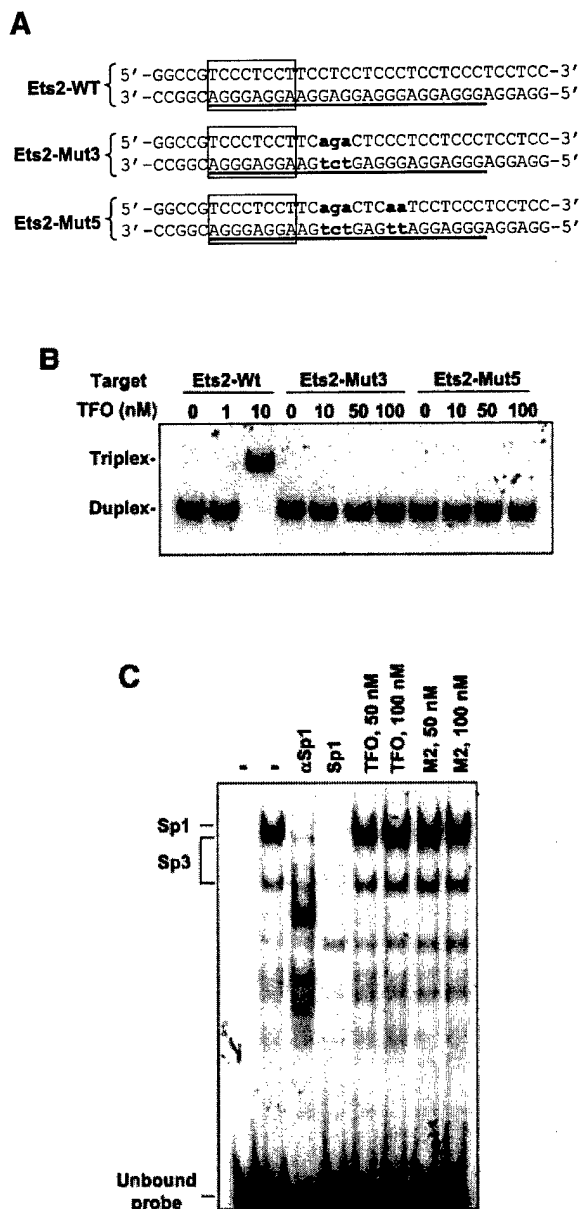 A
Ets2-WT
5'-GGCCGTCCCTCCTTCCTCCTCCCTCCTCCCTCCTCC-3'
3'-CCGGCAGGGAGGAAGGAGGAGGGAGGAGGGAGGAGG-5'
Ets2-Mut3
5'-GGCCGTCCCTCCTTCagaCTCCCTCCTCCCTCCTCC-3'
3'-CCGGCAGGGAGGAAGtctGAGGGAGGAGGGAGGAGG-5'
Ets2-Mut5
5'-GGCCGTCCCTCCTTCagaCTCaaTCCTCCCTCCTCC-3'
3'-CCGGCAGGGAGGAAGtctGAGttAGGAGGGAGGAGG-5'
B
Target Ets2-Wt Ets2-Mut3 Ets2-Mut5
TFO (nM) 0 1 10 0 10 50 100 0 10 50 100
Triplex-
Duplex-
C
- - αSp1 Sp1 TFO, 50 nM TFO, 100 nM M2, 50 nM M2, 100 nM
Sp1
Sp3
Unbound
probe